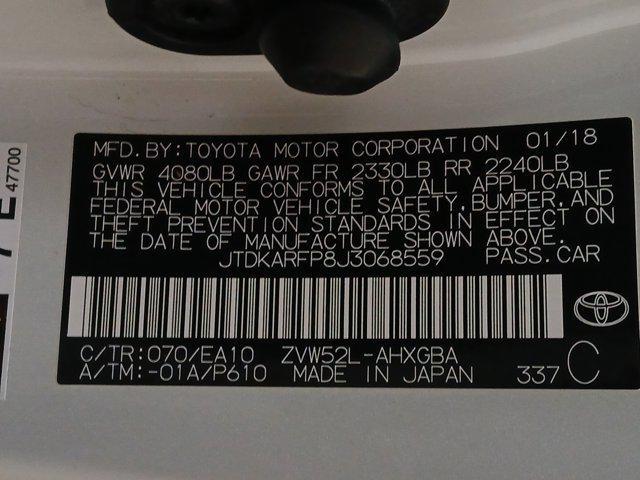 MFD.BY:TOYOTA MOTOR CORPORATION 01/18
GVWR 4080LB GAWR FR 2330LB RR 2240LB
THIS VEHICLE CONFORMS TO ALL APPLICABLE
FEDERAL MOTOR VEHICLE SAFETY,BUMPER,AND
THEFT PREVENTION STANDARDS IN EFFECT ON
THE DATE OF MANUFACTURE SHOWN ABOVE.
JTDKARFP8J3068559 PASS.CAR
C/TR:070/EA10 ZVW52L-AHXGBA
A/TM:-01A/P610 MADE IN JAPAN 337 C
47700